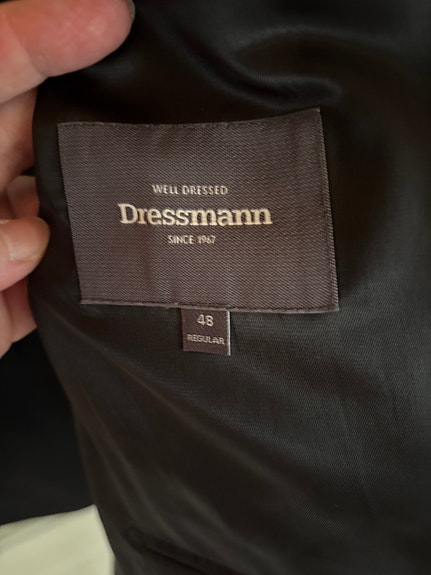 WELL DRESSED
Dressmann
SINCE 1967
48
REGULAR